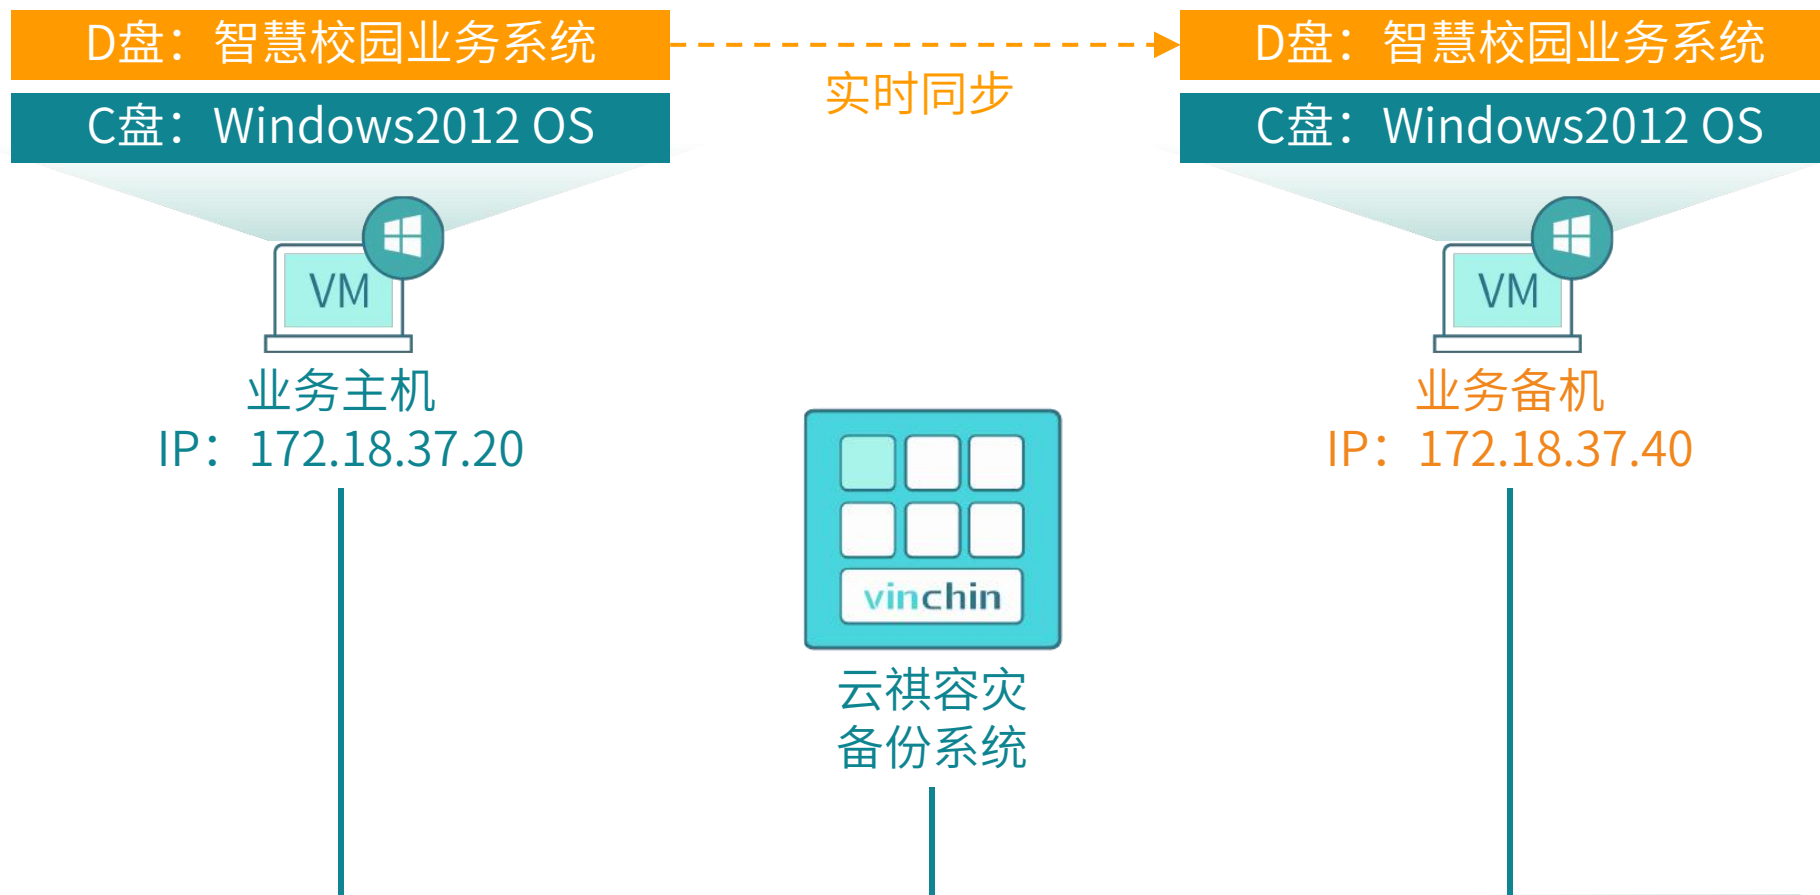 D盘：智慧校园业务系统
C盘：Windows2012 OS
实时同步
D盘：智慧校园业务系统
C盘：Windows2012 OS
VM
业务主机
IP：172.18.37.20
VM
业务备机
IP：172.18.37.40
vinchin
云祺容灾
备份系统